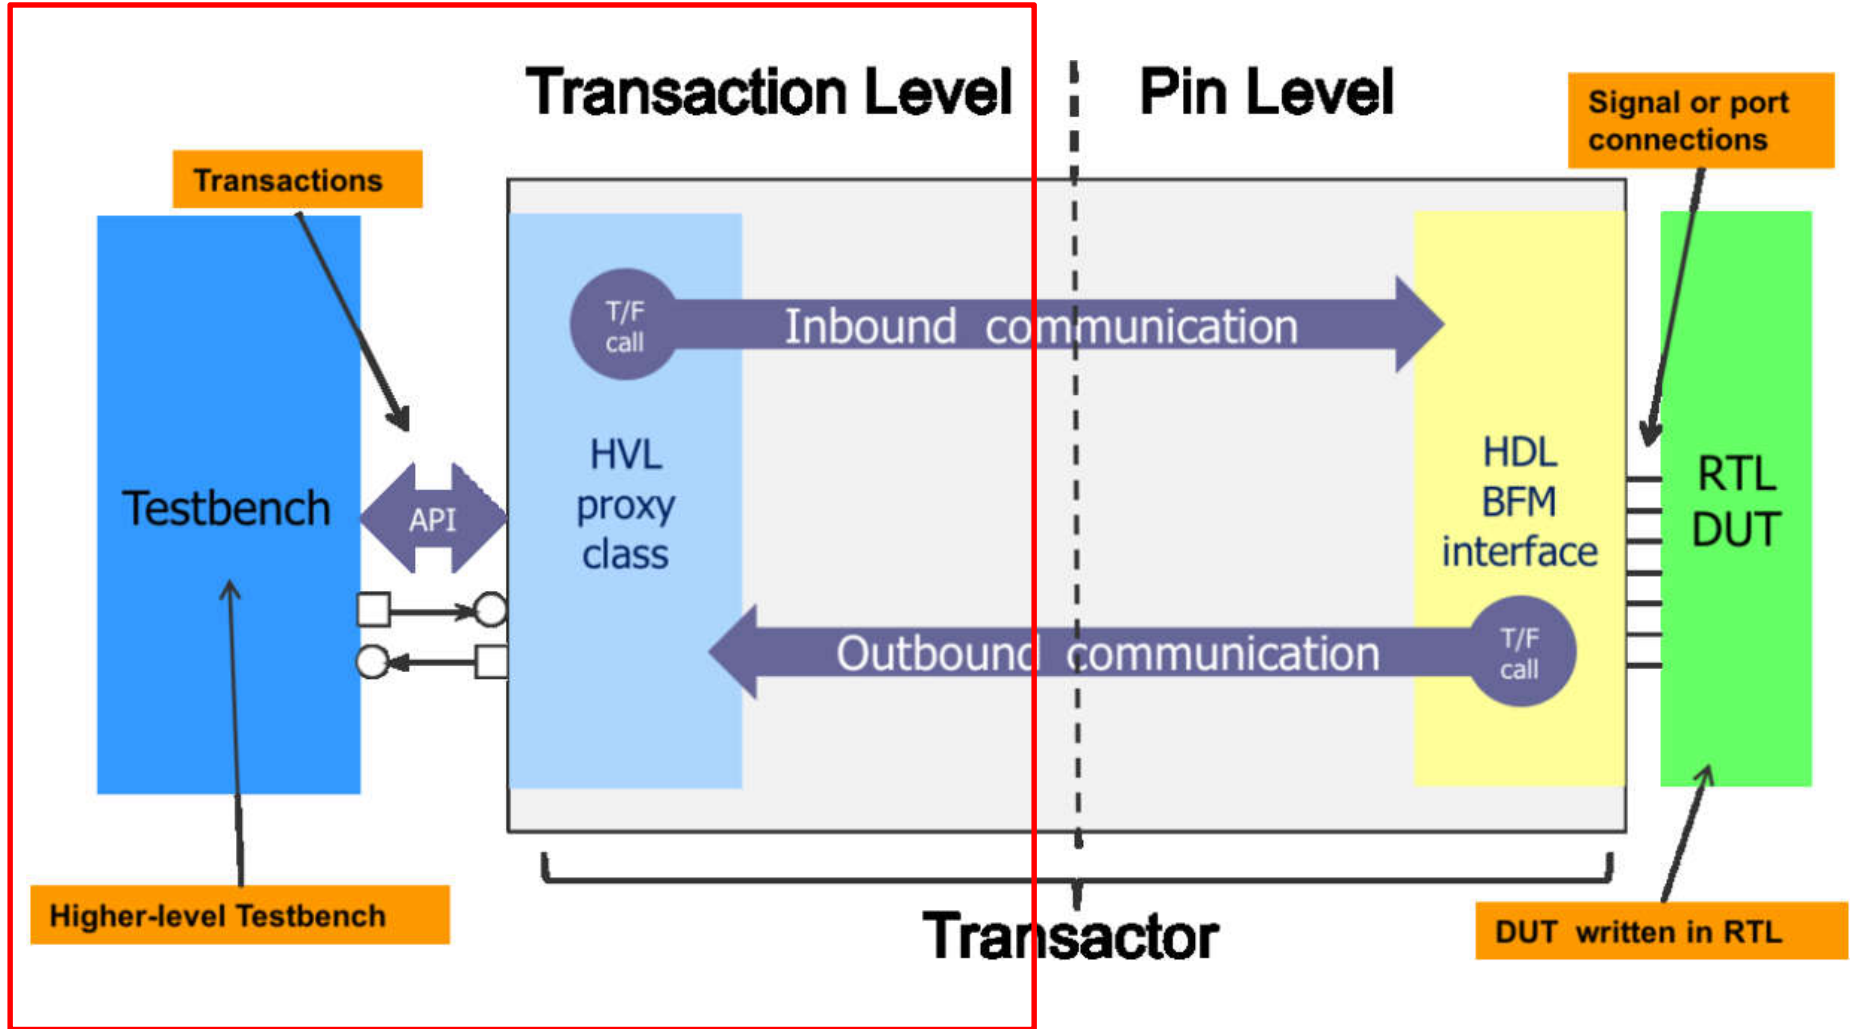 Transaction Level
Pin Level
Signal or port
connections
Transactions
T/F
call
Inbound communication
HVL
proxy
class
HDL
BFM
interface
RTL
DUT
Testbench
API
Outbound communication
T/F
call
Higher-level Testbench
Transactor
DUT written in RTL